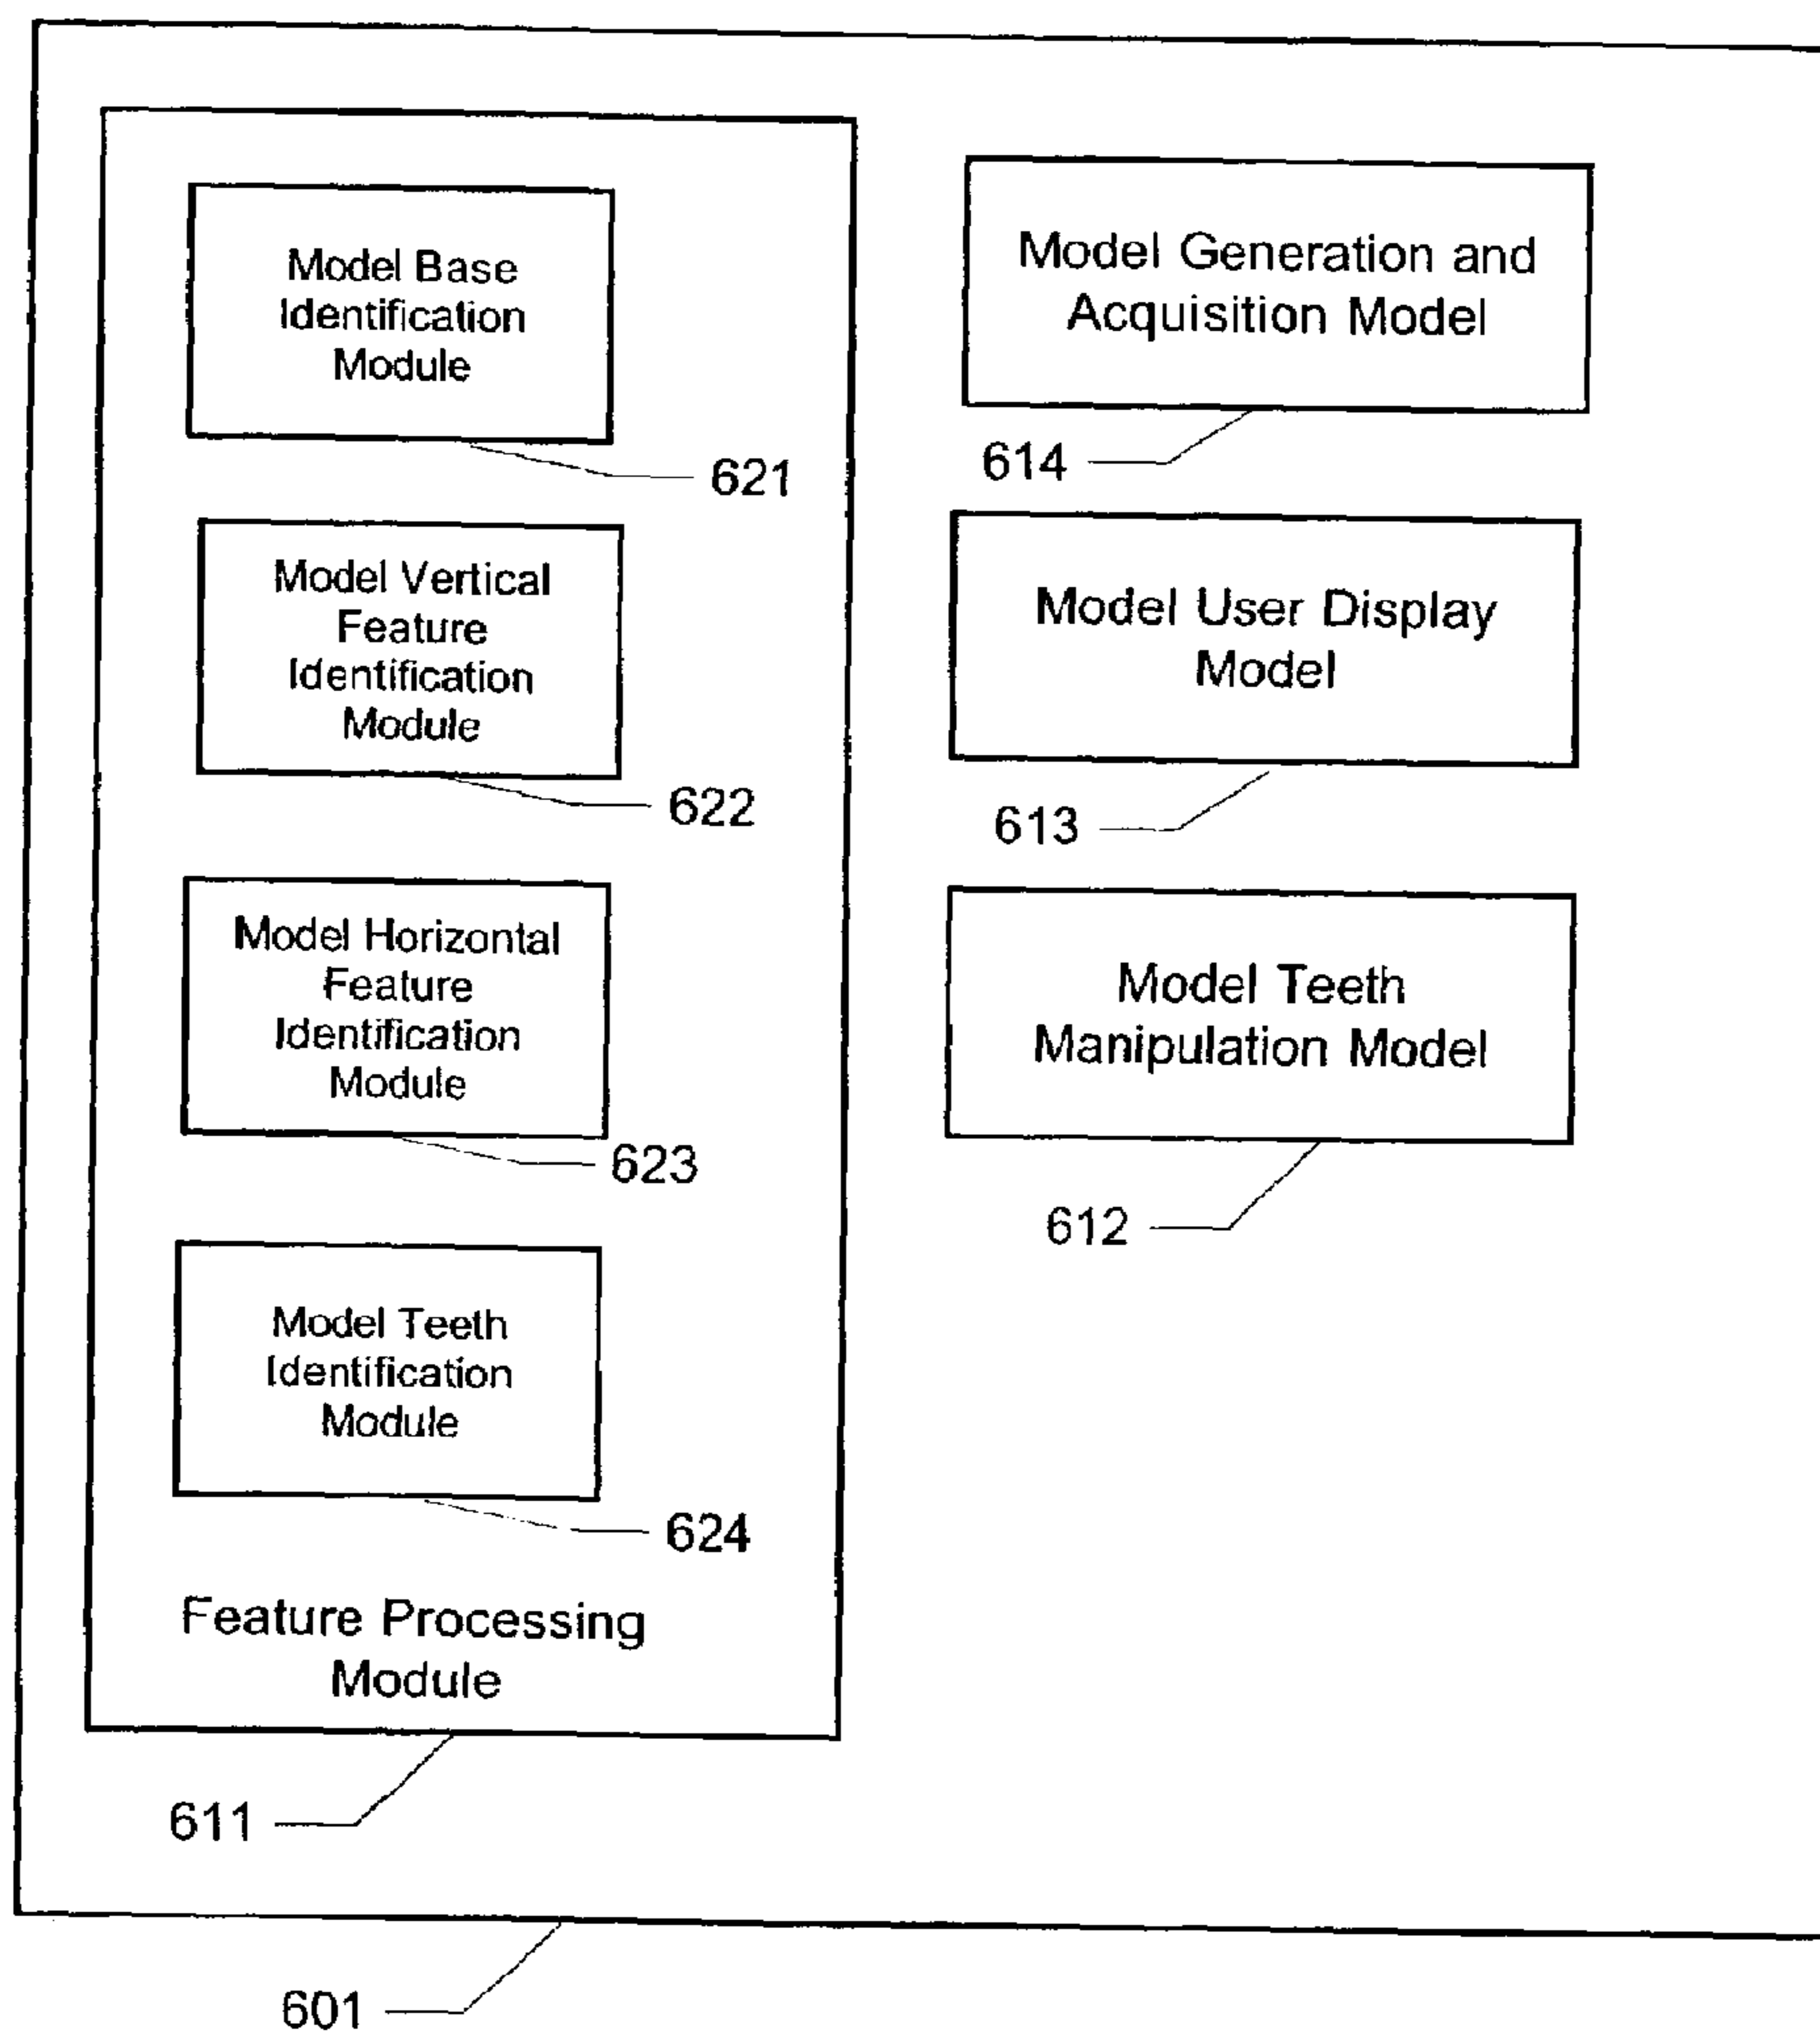 Model Base
Identification
Module
621
Model Vertical
Feature
Identification
Module
622
Model Horizontal
Feature
Identification
Module
623
Model Teeth
Identification
Module
624
Feature Processing
Module
611
Model Generation and
Acquisition Model
614
Model User Display
Model
613
Model Teeth
Manipulation Model
612
601